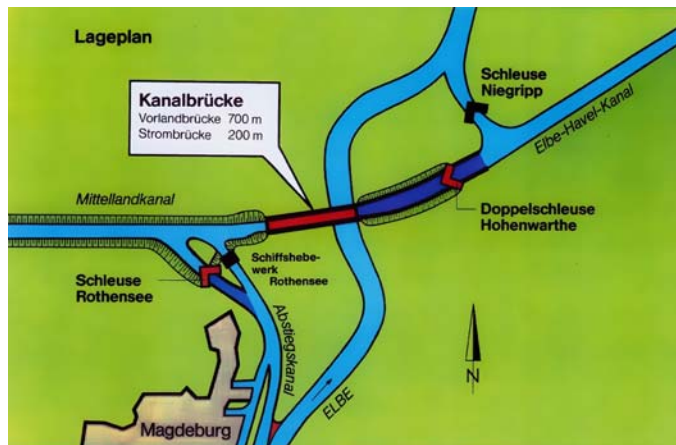 Lageplan
Kanalbrücke
Vorlandbrücke 700 m
Strombrücke 200 m
Schleuse
Niegripp
Elbe-Havel-Kanal
Mittellandkanal
Doppelschleuse
Hohenwarthe
Schiffshebe-
werk
Rothensee
Schleuse
Rothensee
Abstiegskanal
ELBE
N
Magdeburg